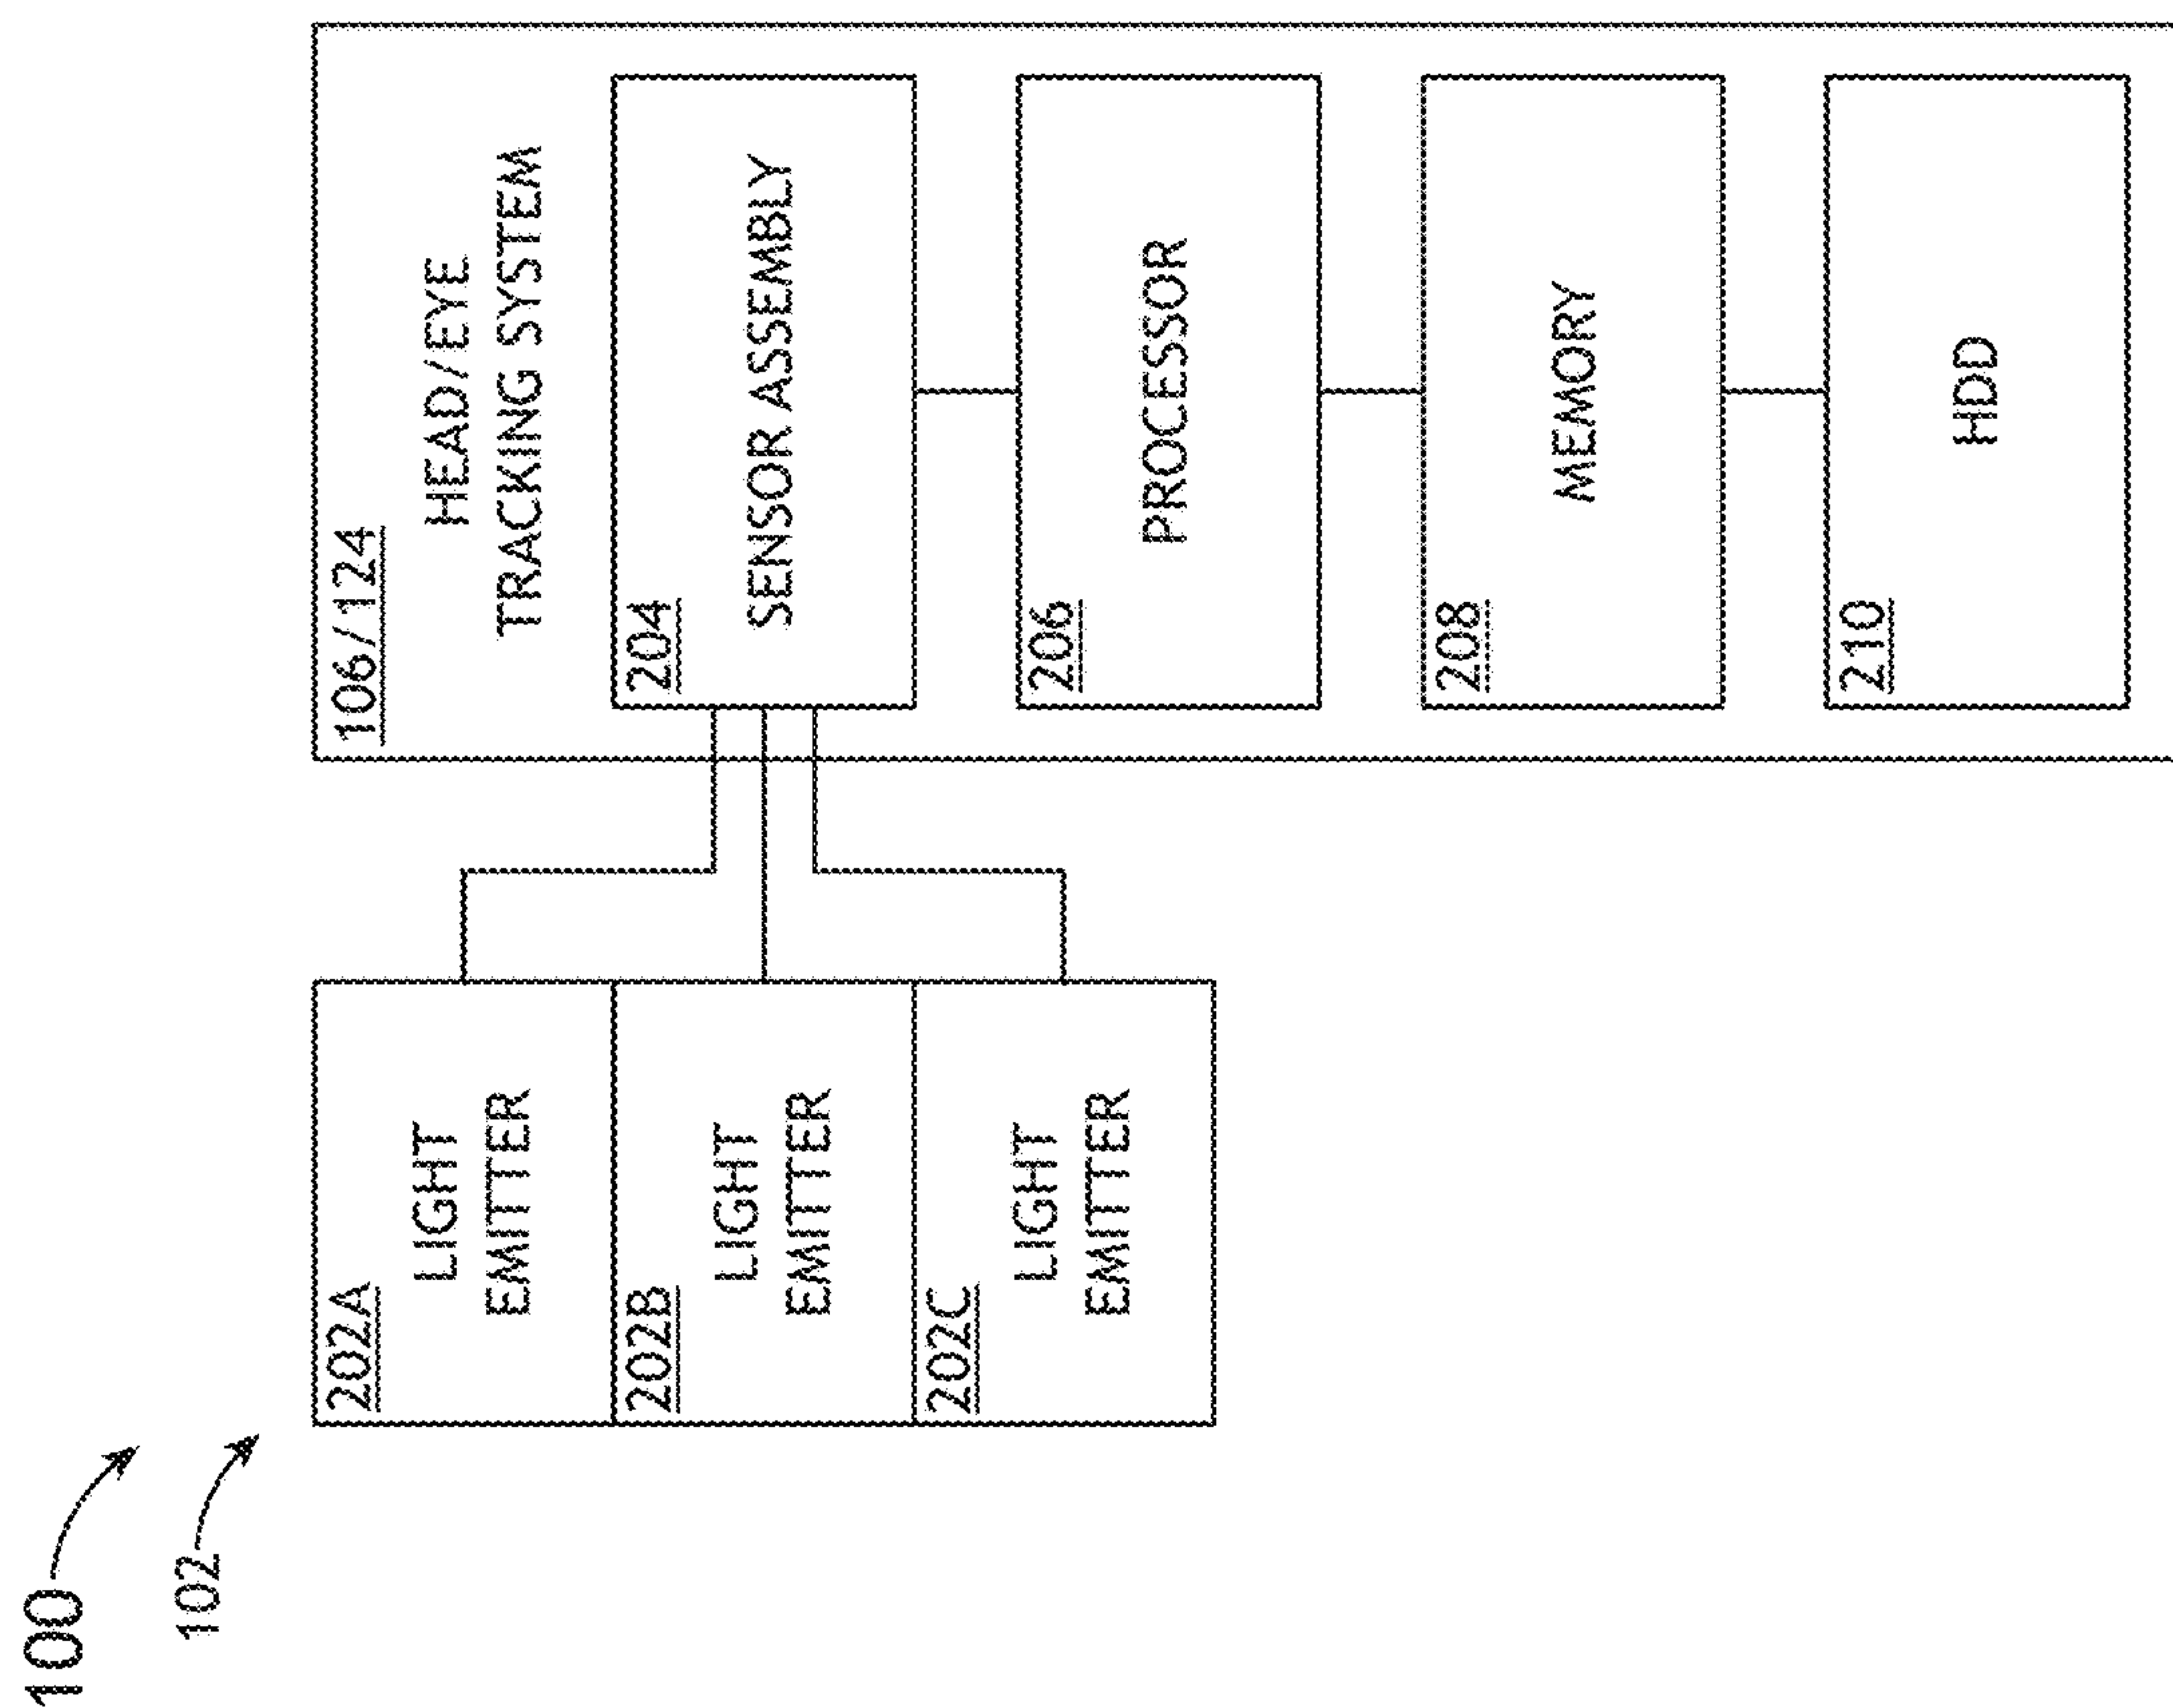 100
102
202A
LIGHT
EMITTER
202B
LIGHT
EMITTER
202C
LIGHT
EMITTER
106/124
HEAD/EYE
TRACKING SYSTEM
204
SENSOR ASSEMBLY
206
PROCESSOR
208
MEMORY
210
HDD